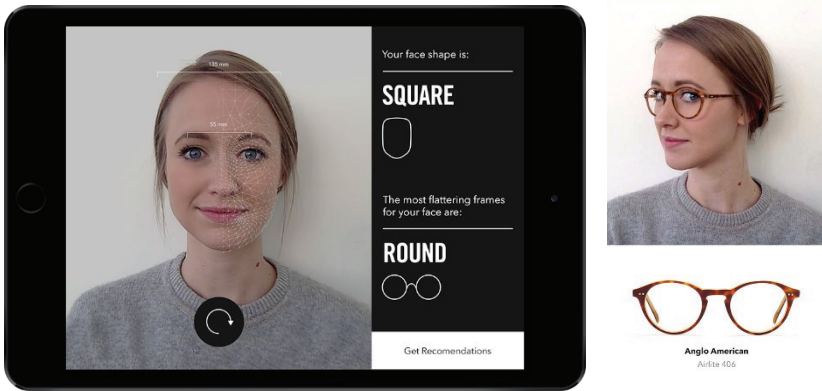 135 mm
55 mm
Your face shape is:
SQUARE
The most flattering frames
for your face are:
ROUND
Get Recomendations
Anglo American
Airlite 406